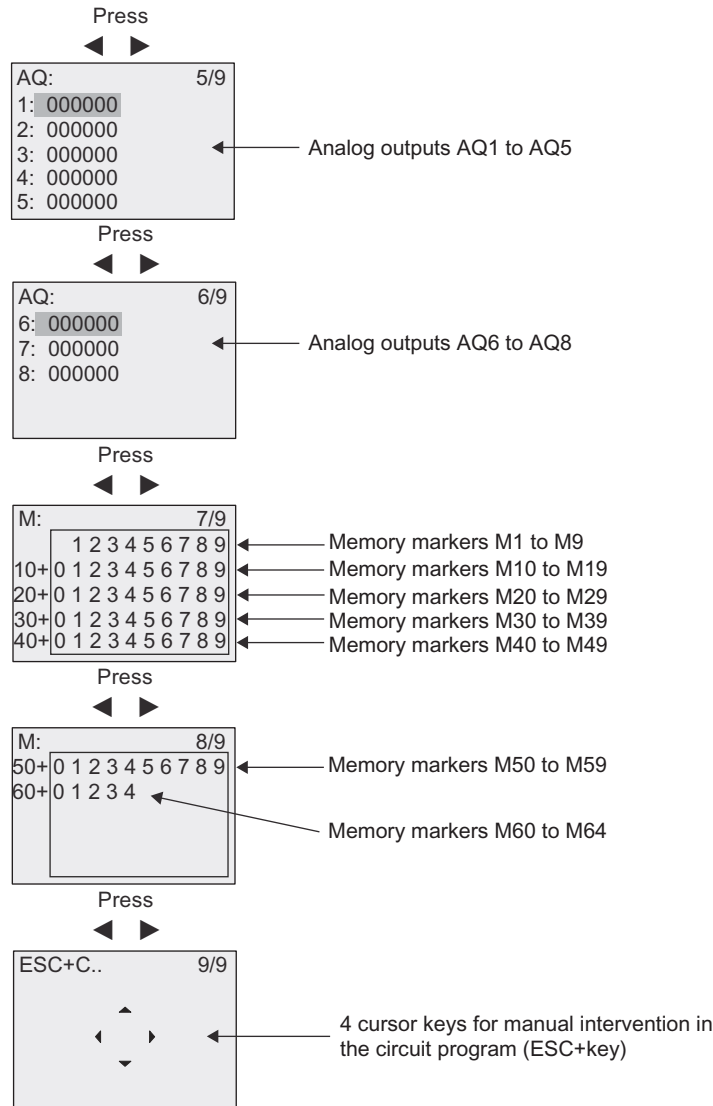 Press
◀ ▶
AQ: 5/9
1: 000000
2: 000000
3: 000000
4: 000000
5: 000000
Analog outputs AQ1 to AQ5
Press
◀ ▶
AQ: 6/9
6: 000000
7: 000000
8: 000000
Analog outputs AQ6 to AQ8
Press
◀ ▶
M: 7/9
1 2 3 4 5 6 7 8 9 Memory markers M1 to M9
10+ 0 1 2 3 4 5 6 7 8 9 Memory markers M10 to M19
20+ 0 1 2 3 4 5 6 7 8 9 Memory markers M20 to M29
30+ 0 1 2 3 4 5 6 7 8 9 Memory markers M30 to M39
40+ 0 1 2 3 4 5 6 7 8 9 Memory markers M40 to M49
Press
◀ ▶
M: 8/9
50+ 0 1 2 3 4 5 6 7 8 9 Memory markers M50 to M59
60+ 0 1 2 3 4
Memory markers M60 to M64
Press
◀ ▶
ESC+C.. 9/9
4 cursor keys for manual intervention in
the circuit program (ESC+key)